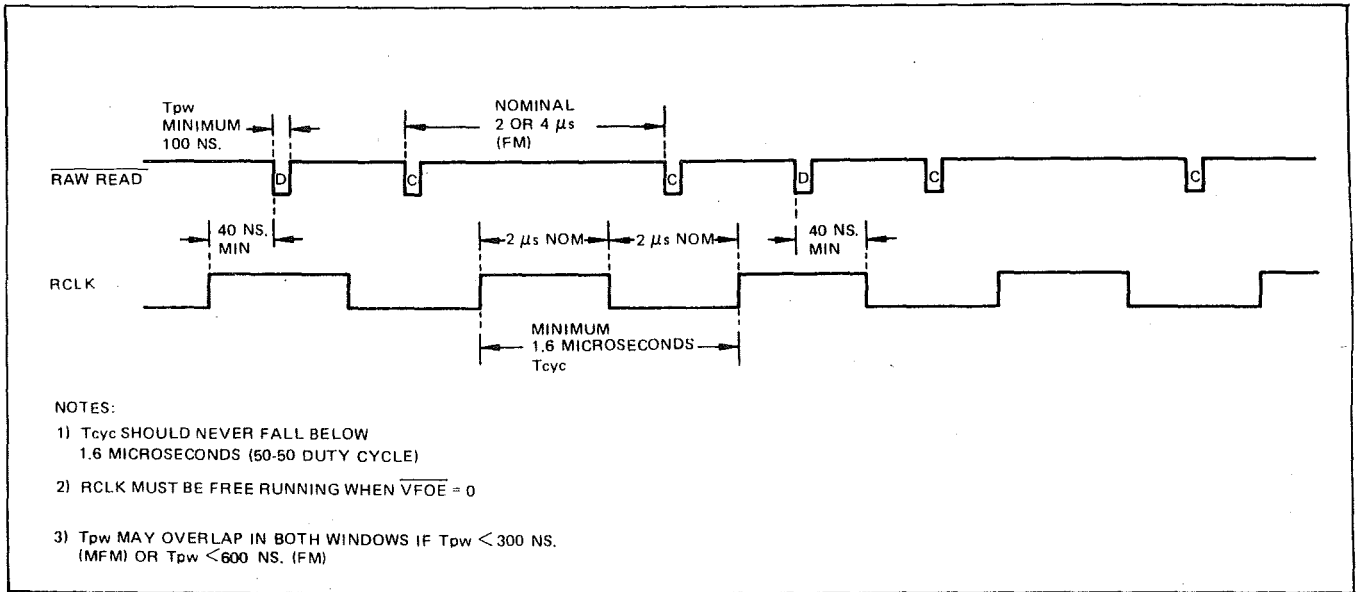 Tpw
MINIMUM
100 NS.
NOMINAL
2 OR 4 μs
(FM)
RAW READ
D
C
C
D
C
C
40 NS.
MIN
2 μs NOM
2 μs NOM
40 NS.
MIN
RCLK
MINIMUM
1.6 MICROSECONDS
Tcyc
NOTES:
1) Tcyc SHOULD NEVER FALL BELOW
1.6 MICROSECONDS (50-50 DUTY CYCLE)
2) RCLK MUST BE FREE RUNNING WHEN VFOE = 0
3) Tpw MAY OVERLAP IN BOTH WINDOWS IF Tpw < 300 NS.
(MFM) OR Tpw < 600 NS. (FM)